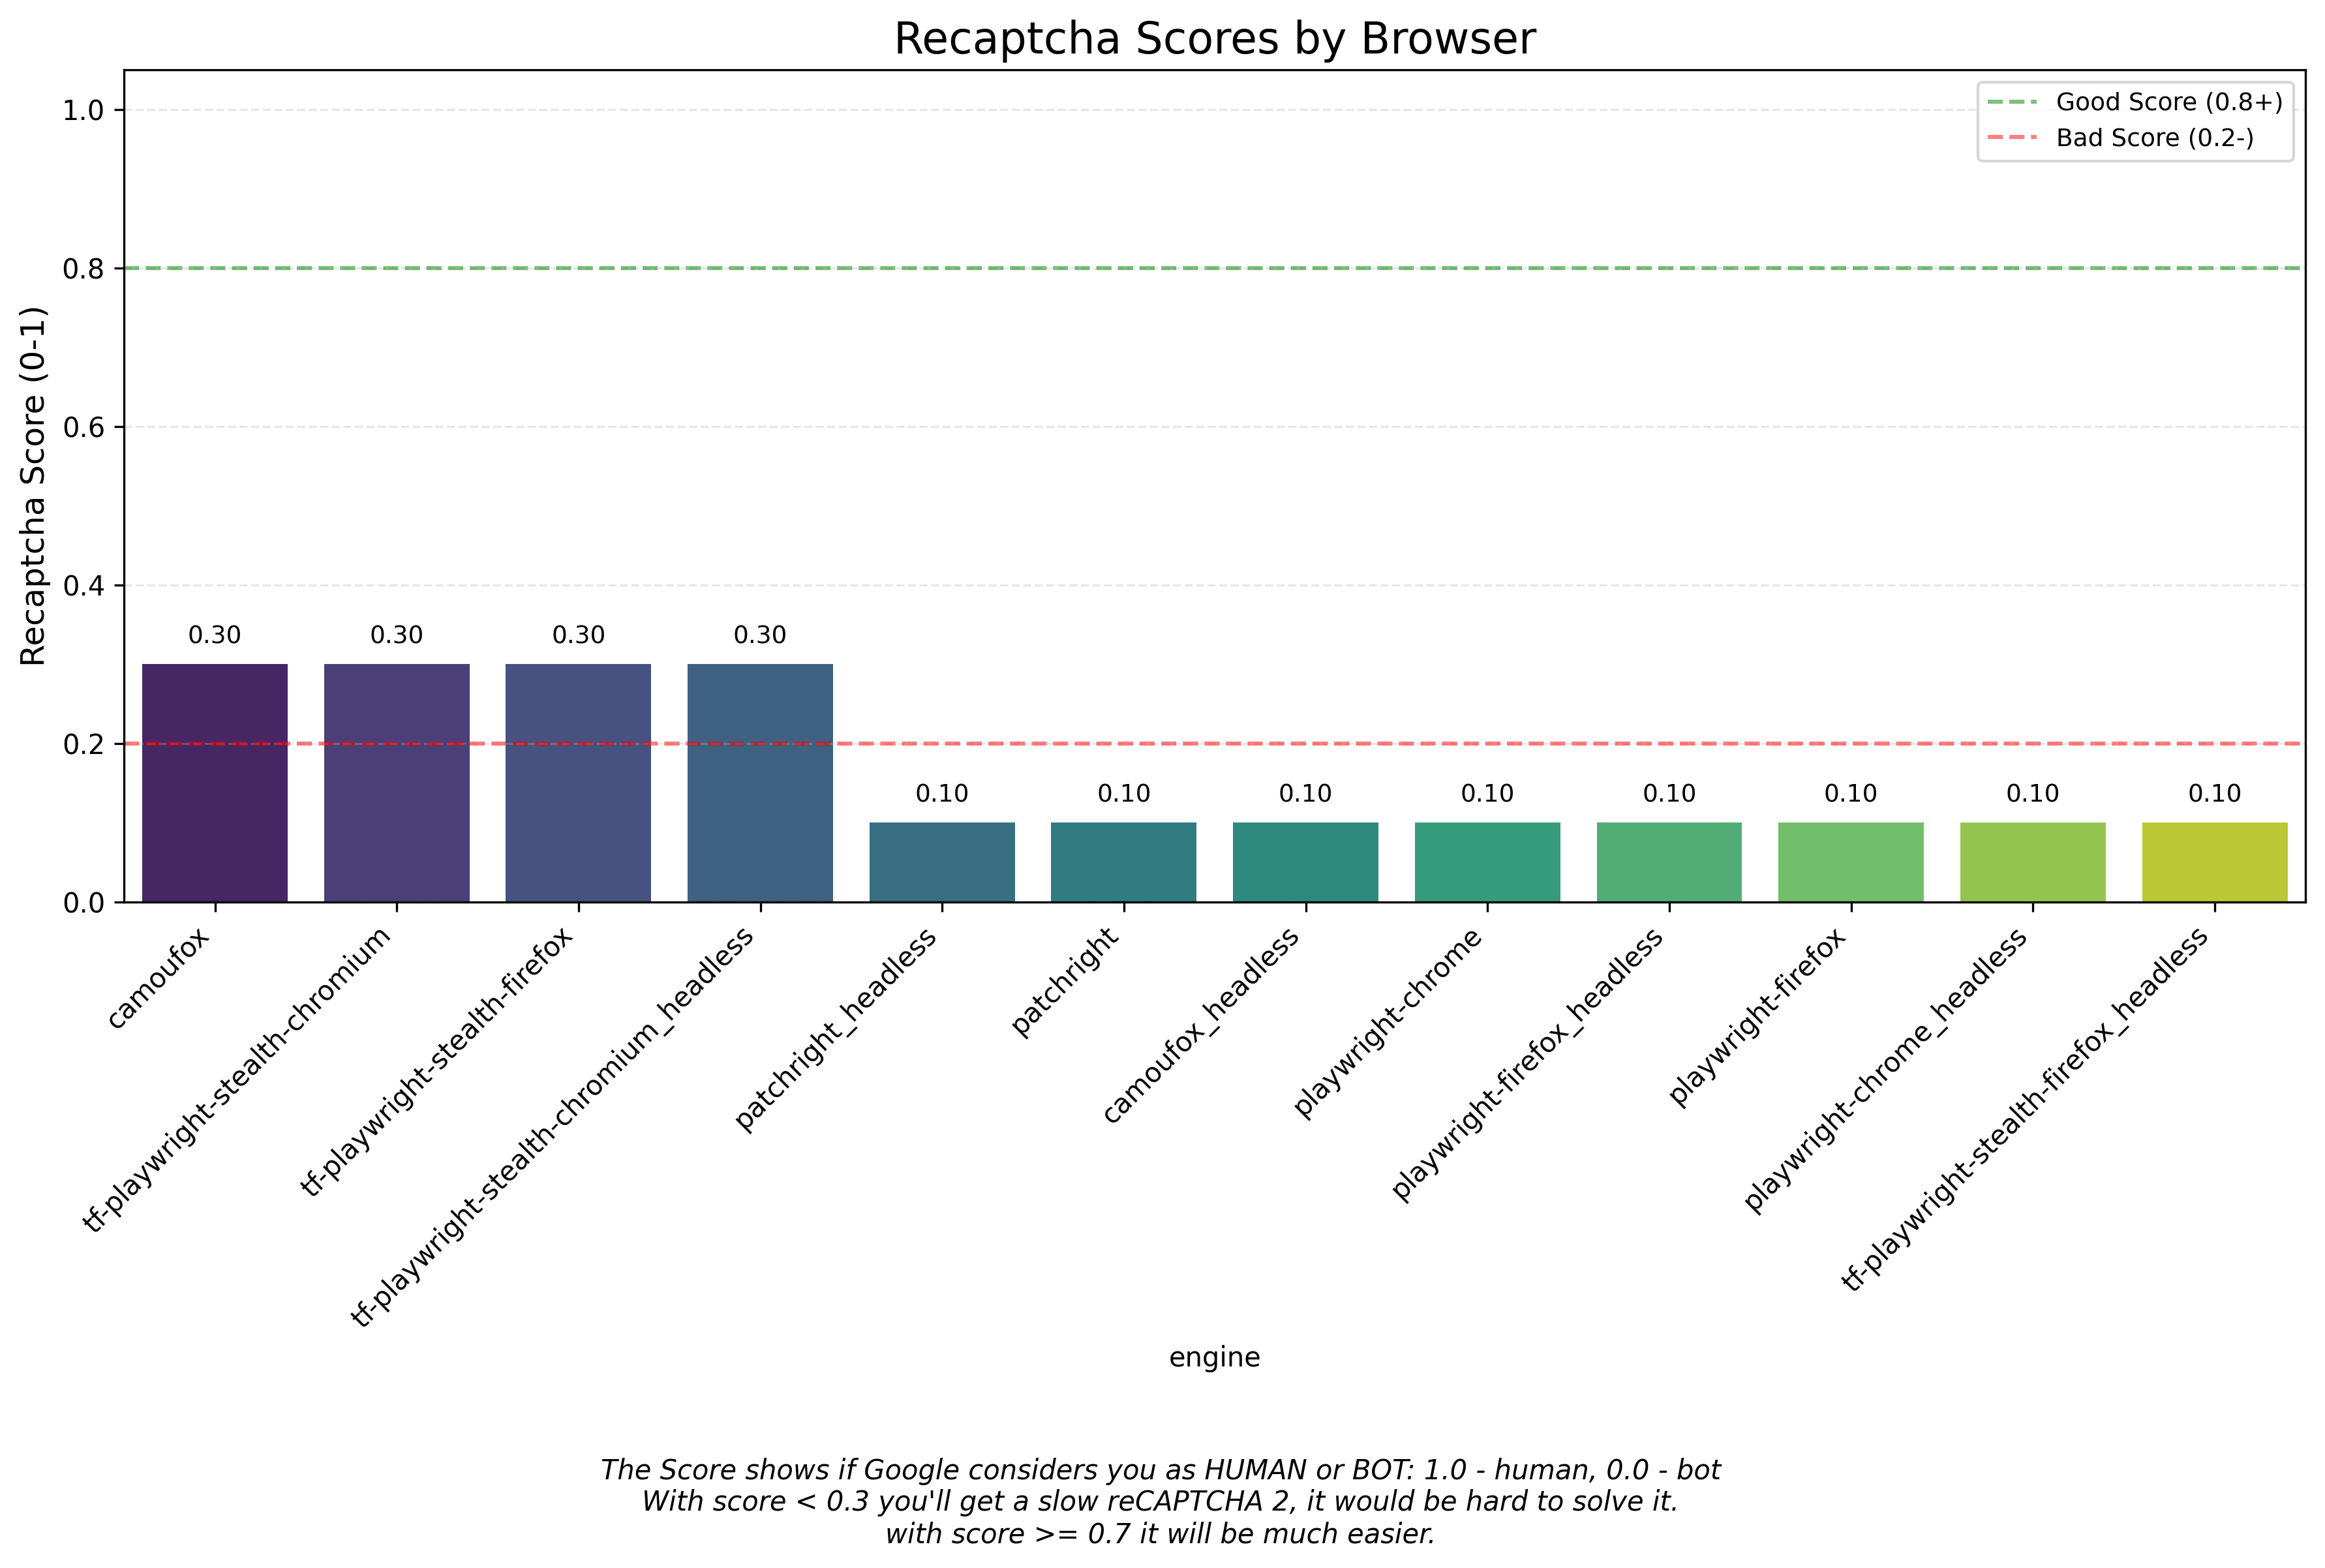 Recaptcha Scores by Browser
Good Score (0.8+)
Bad Score (0.2-)
Recaptcha Score (0-1)
1.0
0.8
0.6
0.4
0.2
0.0
0.30
0.30
0.30
0.30
0.10
0.10
0.10
0.10
0.10
0.10
0.10
0.10
camoufox
tf-playwright-stealth-chromium
tf-playwright-stealth-firefox
tf-playwright-stealth-chromium_headless
patchright_headless
patchright
camoufox_headless
playwright-chrome
playwright-firefox_headless
playwright-firefox
playwright-chrome_headless
tf-playwright-stealth-firefox_headless
engine
The Score shows if Google considers you as HUMAN or BOT: 1.0 - human, 0.0 - bot
With score < 0.3 you'll get a slow reCAPTCHA 2, it would be hard to solve it.
with score >= 0.7 it will be much easier.